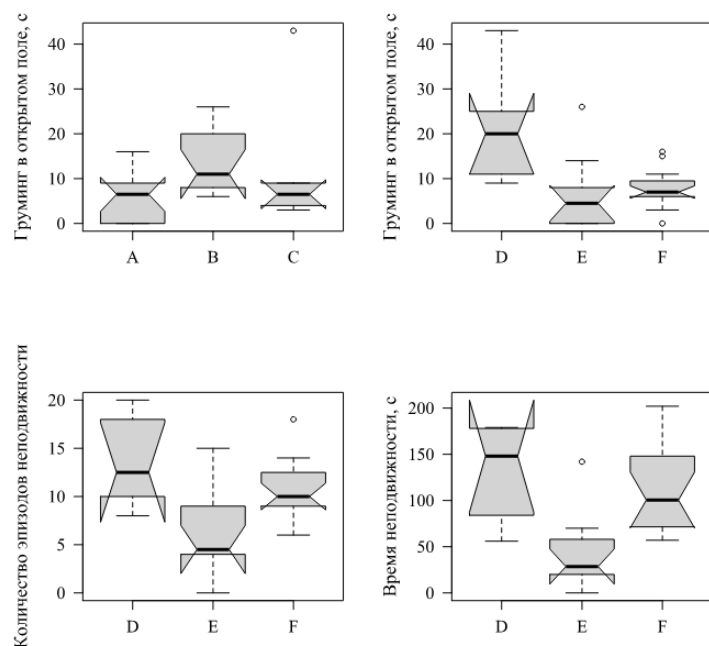 Груминг в открытом поле, с
40
30
20
10
0
A B C
Груминг в открытом поле, с
40
30
20
10
0
D E F
Количество эпизодов неподвижности
20
15
10
5
0
D E F
Время неподвижности, с
200
150
100
50
0
D E F